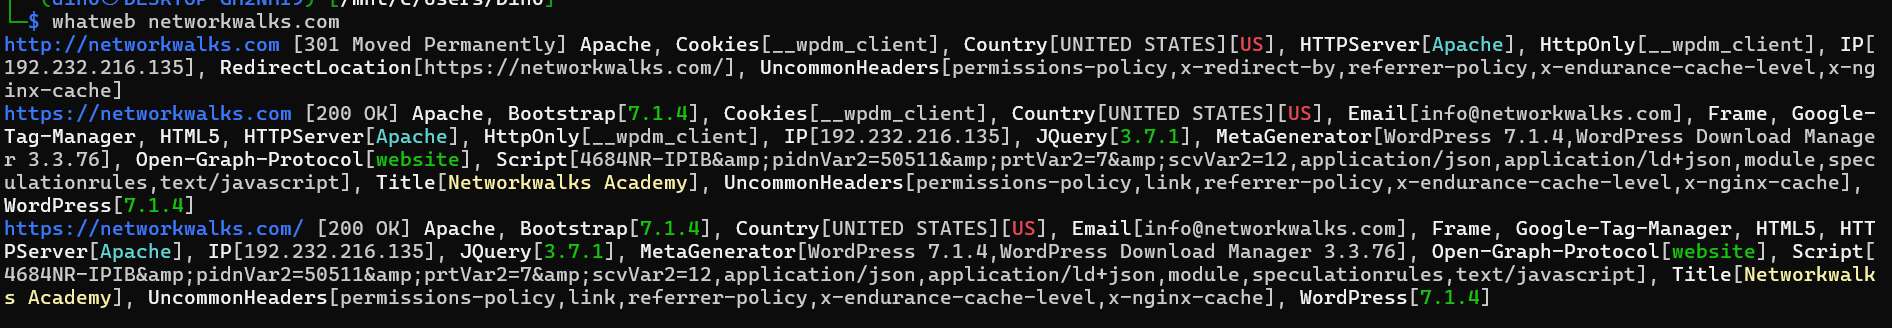 └─$ whatweb networkwalks.com
http://networkwalks.com [301 Moved Permanently] Apache, Cookies[__wpdm_client], Country[UNITED STATES][US], HTTPServer[Apache], HttpOnly[__wpdm_client], IP[
192.232.216.135], RedirectLocation[https://networkwalks.com/], UncommonHeaders[permissions-policy,x-redirect-by,referrer-policy,x-endurance-cache-level,x-ng
inx-cache]
https://networkwalks.com [200 OK] Apache, Bootstrap[7.1.4], Cookies[__wpdm_client], Country[UNITED STATES][US], Email[info@networkwalks.com], Frame, Google-
Tag-Manager, HTML5, HTTPServer[Apache], HttpOnly[__wpdm_client], IP[192.232.216.135], JQuery[3.7.1], MetaGenerator[WordPress 7.1.4,WordPress Download Manage
r 3.3.76], Open-Graph-Protocol[website], Script[4684NR-IPIB&amp;pidnVar2=50511&amp;prtVar2=7&amp;scvVar2=12,application/json,application/ld+json,module,spec
ulationrules,text/javascript], Title[Networkwalks Academy], UncommonHeaders[permissions-policy,link,referrer-policy,x-endurance-cache-level,x-nginx-cache],
WordPress[7.1.4]
https://networkwalks.com/ [200 OK] Apache, Bootstrap[7.1.4], Country[UNITED STATES][US], Email[info@networkwalks.com], Frame, Google-Tag-Manager, HTML5, HTT
PServer[Apache], IP[192.232.216.135], JQuery[3.7.1], MetaGenerator[WordPress 7.1.4,WordPress Download Manager 3.3.76], Open-Graph-Protocol[website], Script[
4684NR-IPIB&amp;pidnVar2=50511&amp;prtVar2=7&amp;scvVar2=12,application/json,application/ld+json,module,speculationrules,text/javascript], Title[Networkwalk
s Academy], UncommonHeaders[permissions-policy,link,referrer-policy,x-endurance-cache-level,x-nginx-cache], WordPress[7.1.4]